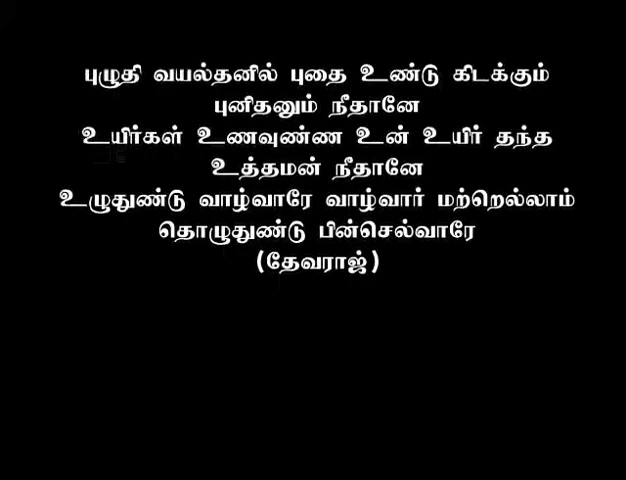 புழுதி வயல்தனில் புதை உண்டு கிடக்கும்
புனிதனும் நீதானே
உயிர்கள் உணவுண்ண உன் உயிர் தந்த
உத்தமன் நீதானே
உழுதுண்டு வாழ்வாரே வாழ்வார் மற்றெல்லாம்
தொழுதுண்டு பின்செல்வாரே
(தேவராஜ்)